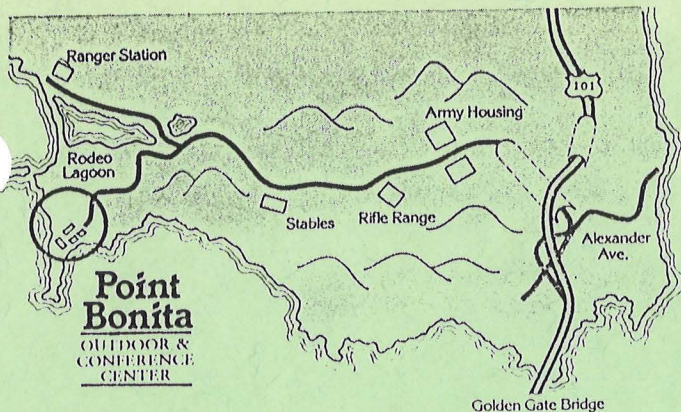 Ranger Station
101
Army Housing
Rodeo
Lagoon
Stables
Rifle Range
Alexander
Ave.
Point
Bonita
OUTDOOR &
CONFERENCE
CENTER
Golden Gate Bridge